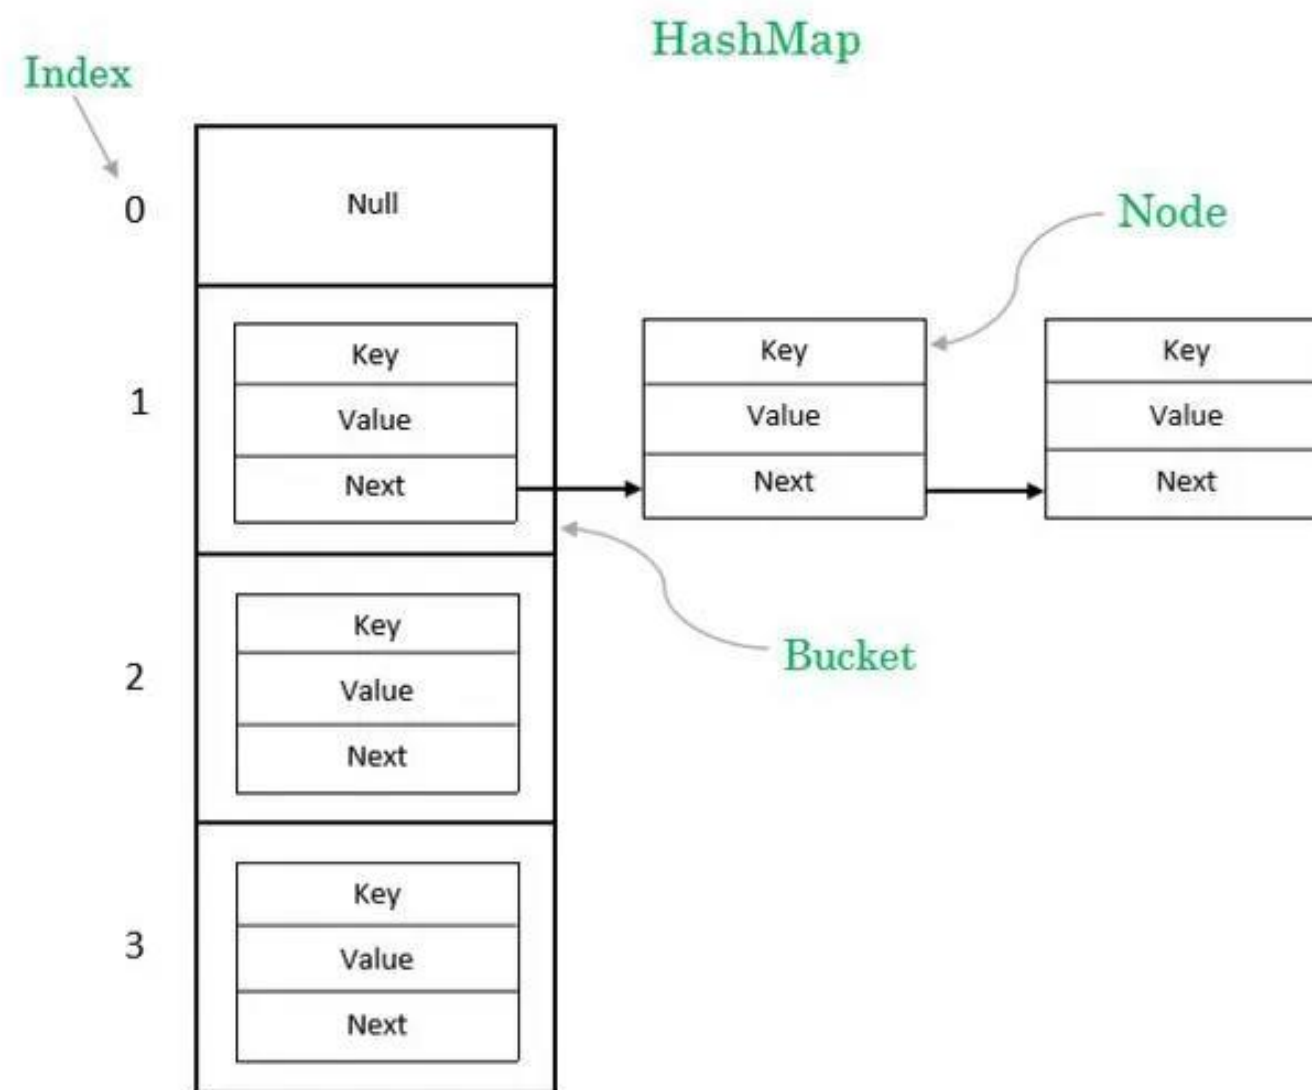 HashMap
Index
0
Null
Node
1
Key
Value
Next
Key
Value
Next
Key
Value
Next
Bucket
2
Key
Value
Next
3
Key
Value
Next